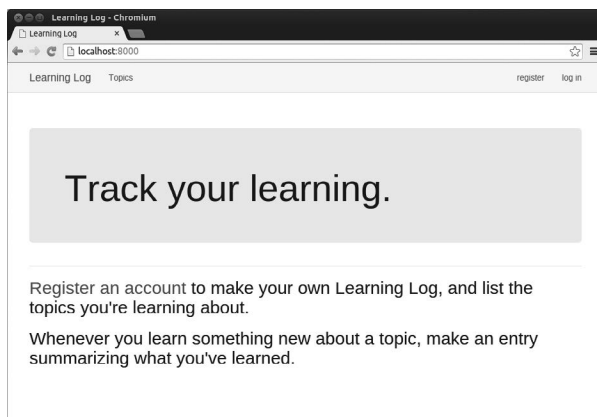 Learning Log - Chromium
Learning Log ×
localhost:8000
Learning Log Topics register log in
Track your learning.
Register an account to make your own Learning Log, and list the
topics you're learning about.
Whenever you learn something new about a topic, make an entry
summarizing what you've learned.